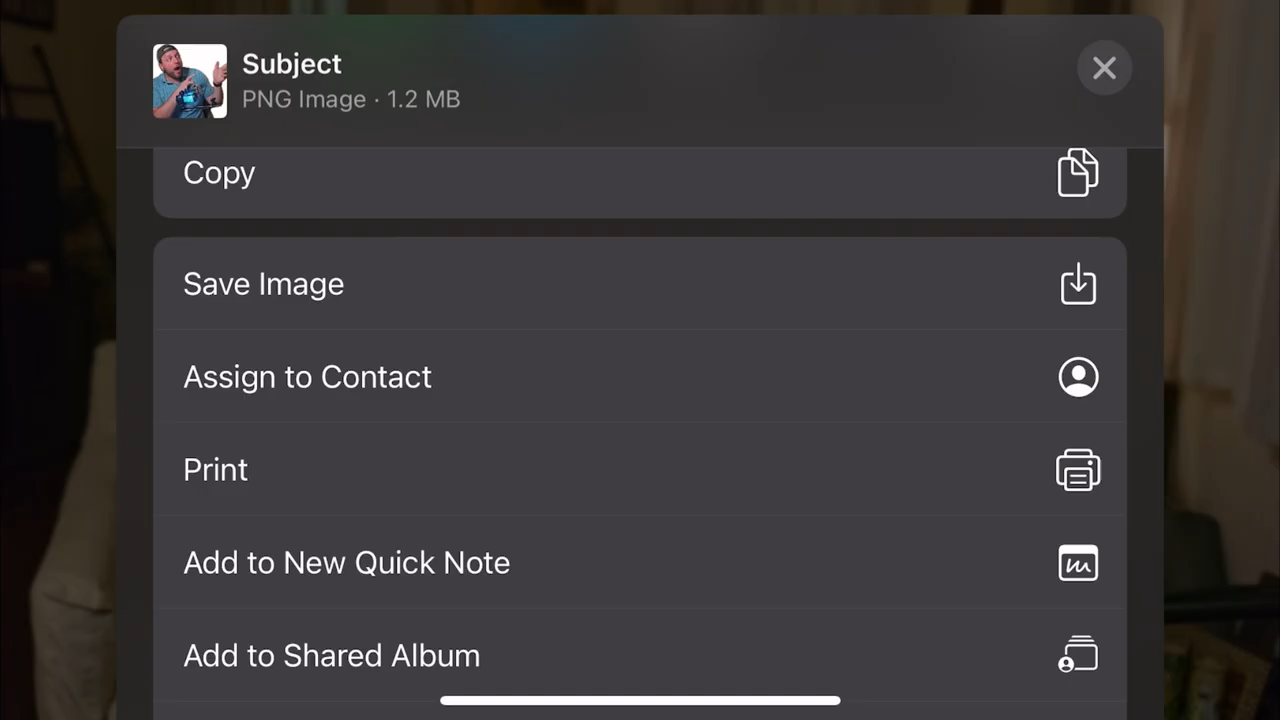 Subject
PNG Image · 1.2 MB
Copy
Save Image
Assign to Contact
Print
Add to New Quick Note
Add to Shared Album